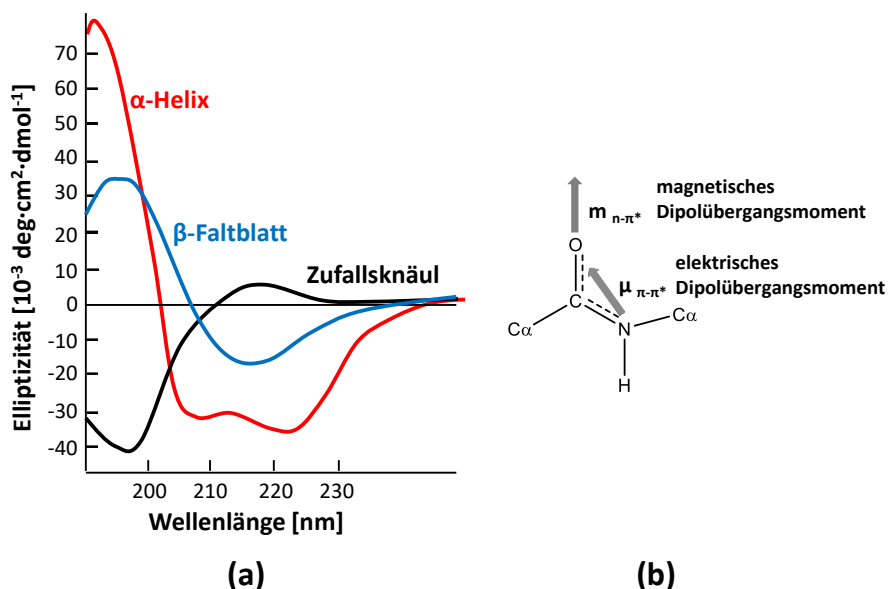 70
60
50
40
30
20
10
0
-10
-20
-30
-40
Elliptizität [10⁻³ deg·cm²·dmol⁻¹]
α-Helix
β-Faltblatt
Zufallsknäul
200 210 220 230
Wellenlänge [nm]
(a)
m n-π* magnetisches
Dipolübergangsmoment
O
μ π-π* elektrisches
Dipolübergangsmoment
C
Cα
N
Cα
H
(b)